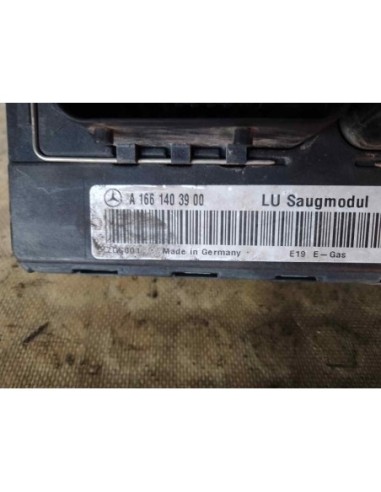 A 166 140 39 00 LU Saugmodul
Made in Germany E19 E-Gas